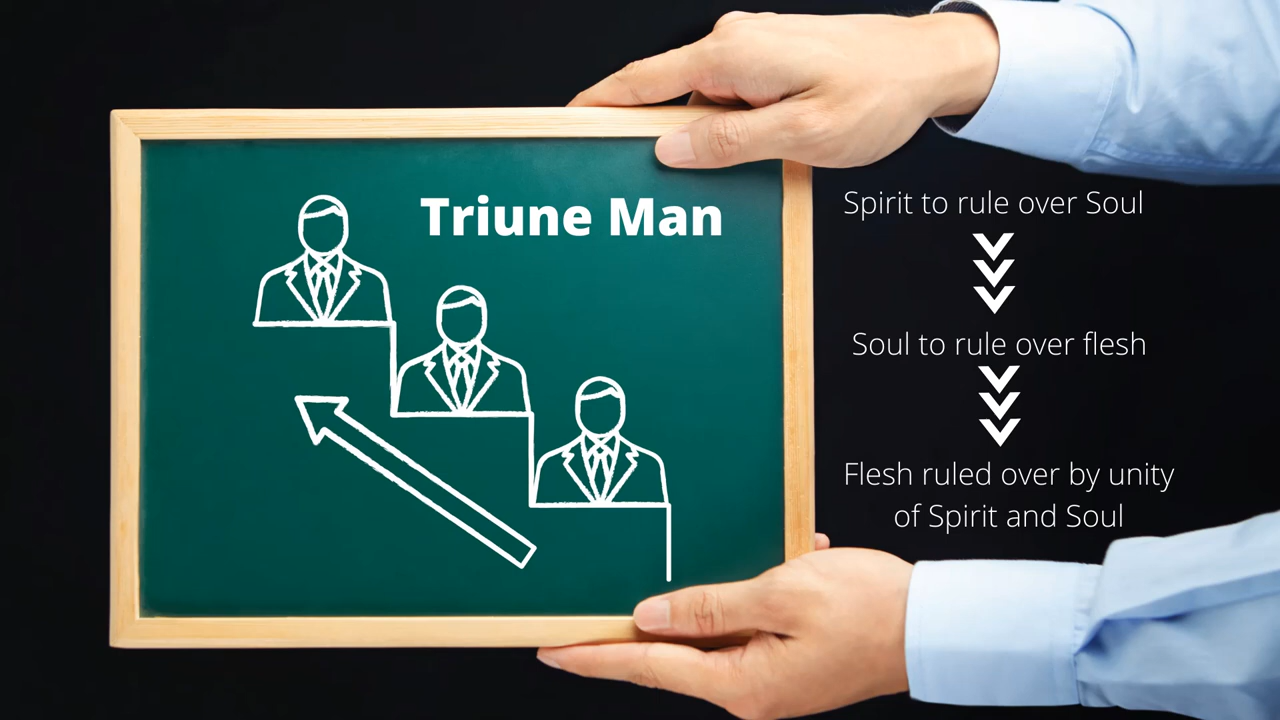 Triune Man
Spirit to rule over Soul
Soul to rule over flesh
Flesh ruled over by unity
of Spirit and Soul